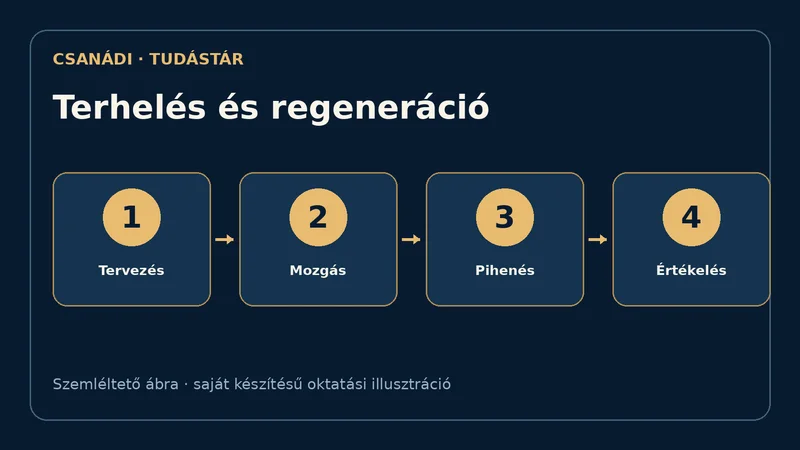 CSANÁDI · TUDÁSTÁR
Terhelés és regeneráció
1
Tervezés
2
Mozgás
3
Pihenés
4
Értékelés
Szemléltető ábra · saját készítésű oktatási illusztráció